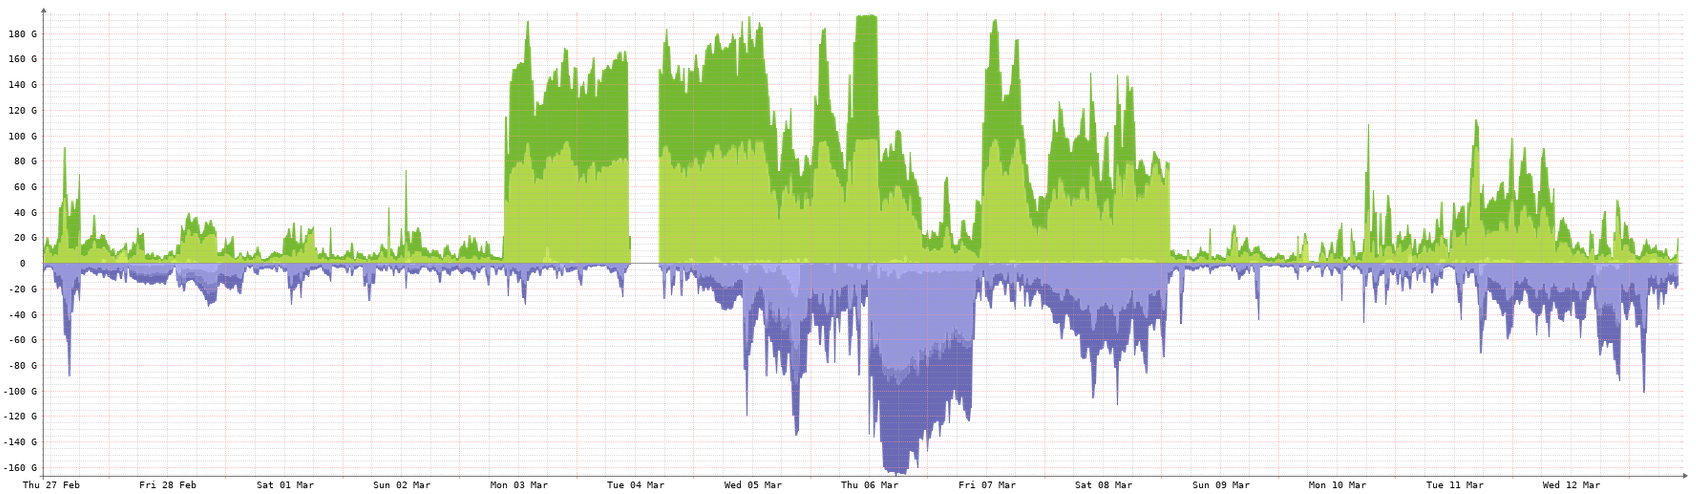 180 G
160 G
140 G
120 G
100 G
80 G
60 G
40 G
20 G
0
-20 G
-40 G
-60 G
-80 G
-100 G
-120 G
-140 G
-160 G
Thu 27 Feb Fri 28 Feb Sat 01 Mar Sun 02 Mar Mon 03 Mar Tue 04 Mar Wed 05 Mar Thu 06 Mar Fri 07 Mar Sat 08 Mar Sun 09 Mar Mon 10 Mar Tue 11 Mar Wed 12 Mar